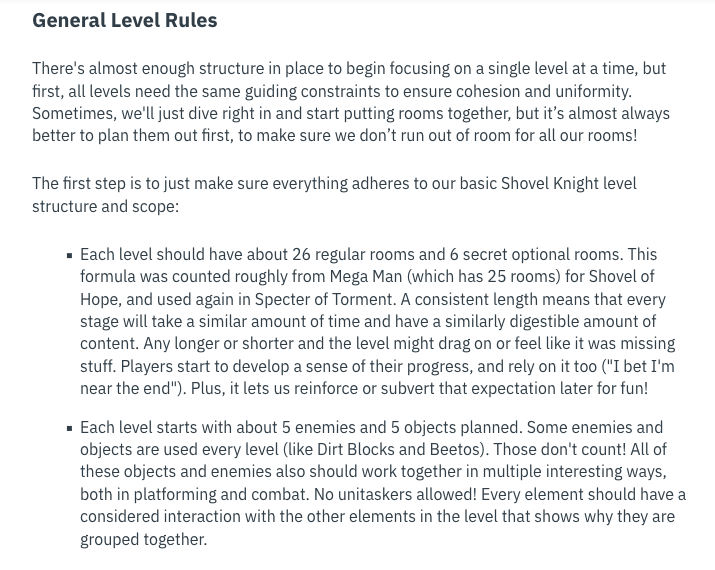 General Level Rules
There's almost enough structure in place to begin focusing on a single level at a time, but
first, all levels need the same guiding constraints to ensure cohesion and uniformity.
Sometimes, we'll just dive right in and start putting rooms together, but it’s almost always
better to plan them out first, to make sure we don’t run out of room for all our rooms!
The first step is to just make sure everything adheres to our basic Shovel Knight level
structure and scope:
▪ Each level should have about 26 regular rooms and 6 secret optional rooms. This
formula was counted roughly from Mega Man (which has 25 rooms) for Shovel of
Hope, and used again in Specter of Torment. A consistent length means that every
stage will take a similar amount of time and have a similarly digestible amount of
content. Any longer or shorter and the level might drag on or feel like it was missing
stuff. Players start to develop a sense of their progress, and rely on it too ("I bet I'm
near the end"). Plus, it lets us reinforce or subvert that expectation later for fun!
▪ Each level starts with about 5 enemies and 5 objects planned. Some enemies and
objects are used every level (like Dirt Blocks and Beetos). Those don't count! All of
these objects and enemies also should work together in multiple interesting ways,
both in platforming and combat. No unitaskers allowed! Every element should have a
considered interaction with the other elements in the level that shows why they are
grouped together.